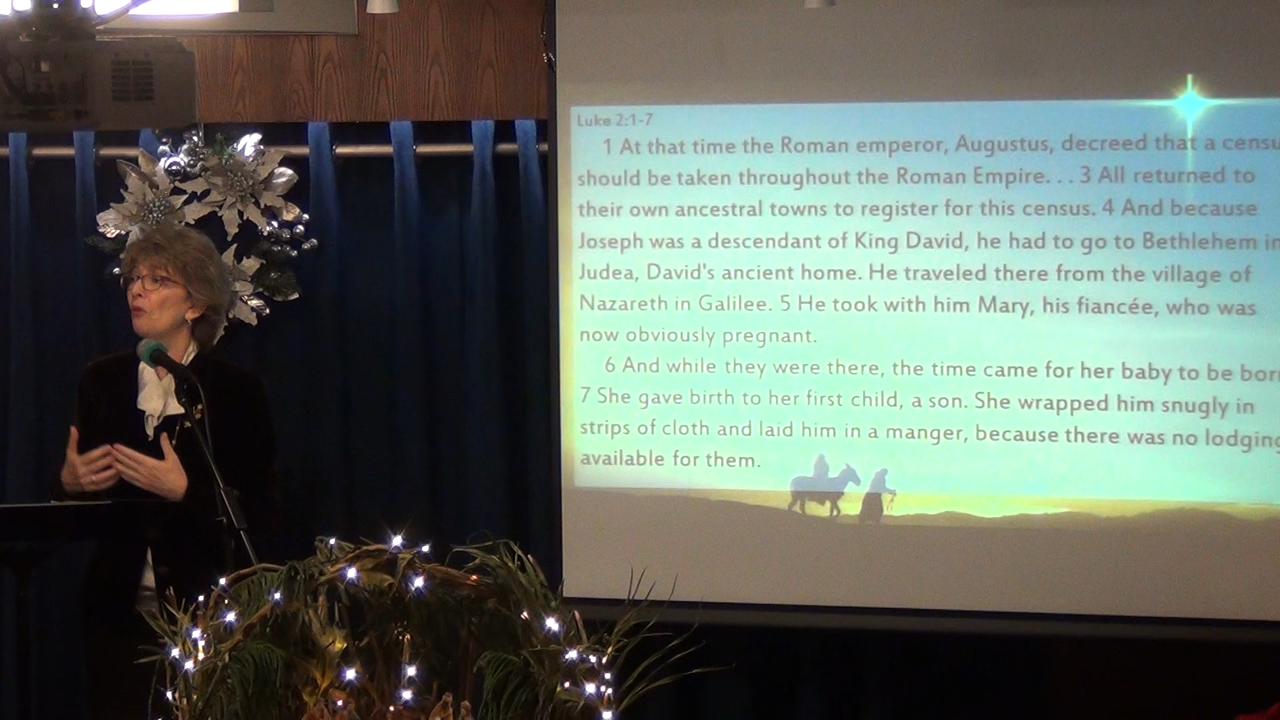 Luke 2:1-7
1 At that time the Roman emperor, Augustus, decreed that a censu
should be taken throughout the Roman Empire. . . 3 All returned to
their own ancestral towns to register for this census. 4 And because
Joseph was a descendant of King David, he had to go to Bethlehem in
Judea, David's ancient home. He traveled there from the village of
Nazareth in Galilee. 5 He took with him Mary, his fiancée, who was
now obviously pregnant.
6 And while they were there, the time came for her baby to be born
7 She gave birth to her first child, a son. She wrapped him snugly in
strips of cloth and laid him in a manger, because there was no lodging
available for them.